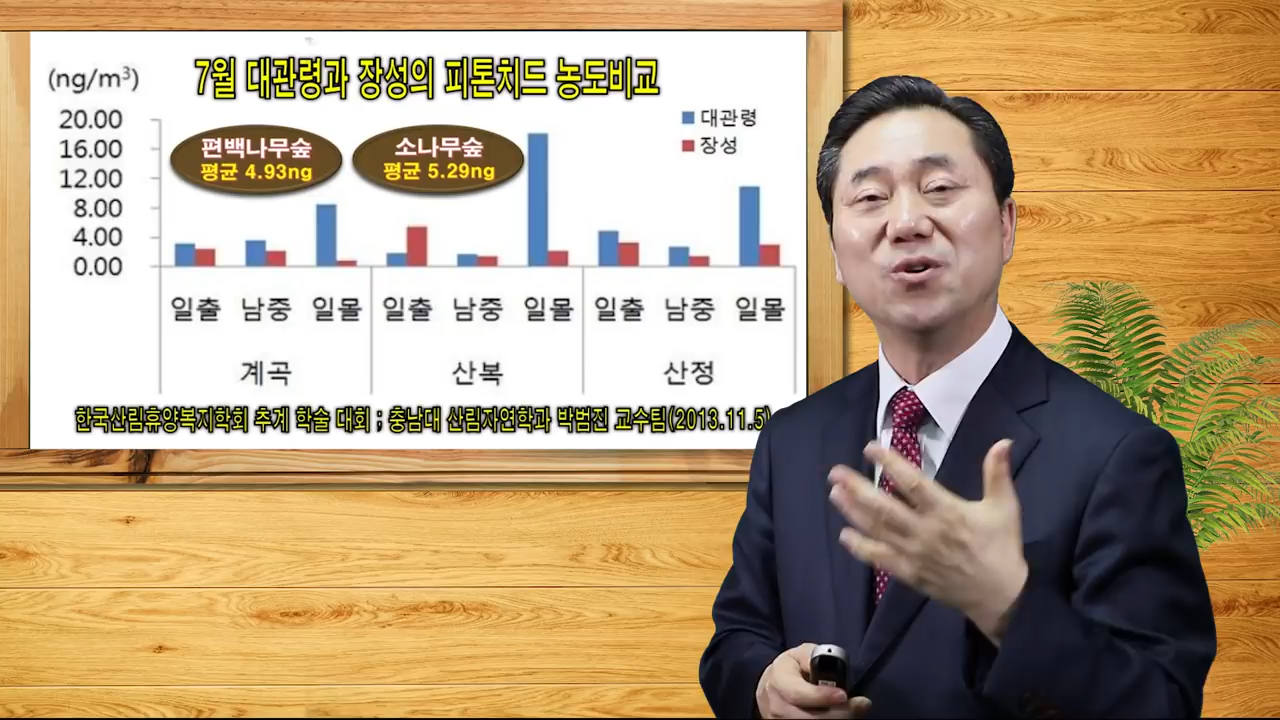 7월 대관령과 장성의 피톤치드 농도비교
(ng/m³)
20.00
16.00
12.00
8.00
4.00
0.00
편백나무숲
평균 4.93ng
소나무숲
평균 5.29ng
대관령
장성
일출 남중 일몰 일출 남중 일몰 일출 남중 일몰
계곡 산복 산정
한국산림휴양복지학회 추계 학술 대회 ; 충남대 산림자연학과 박범진 교수팀(2013.11.5)